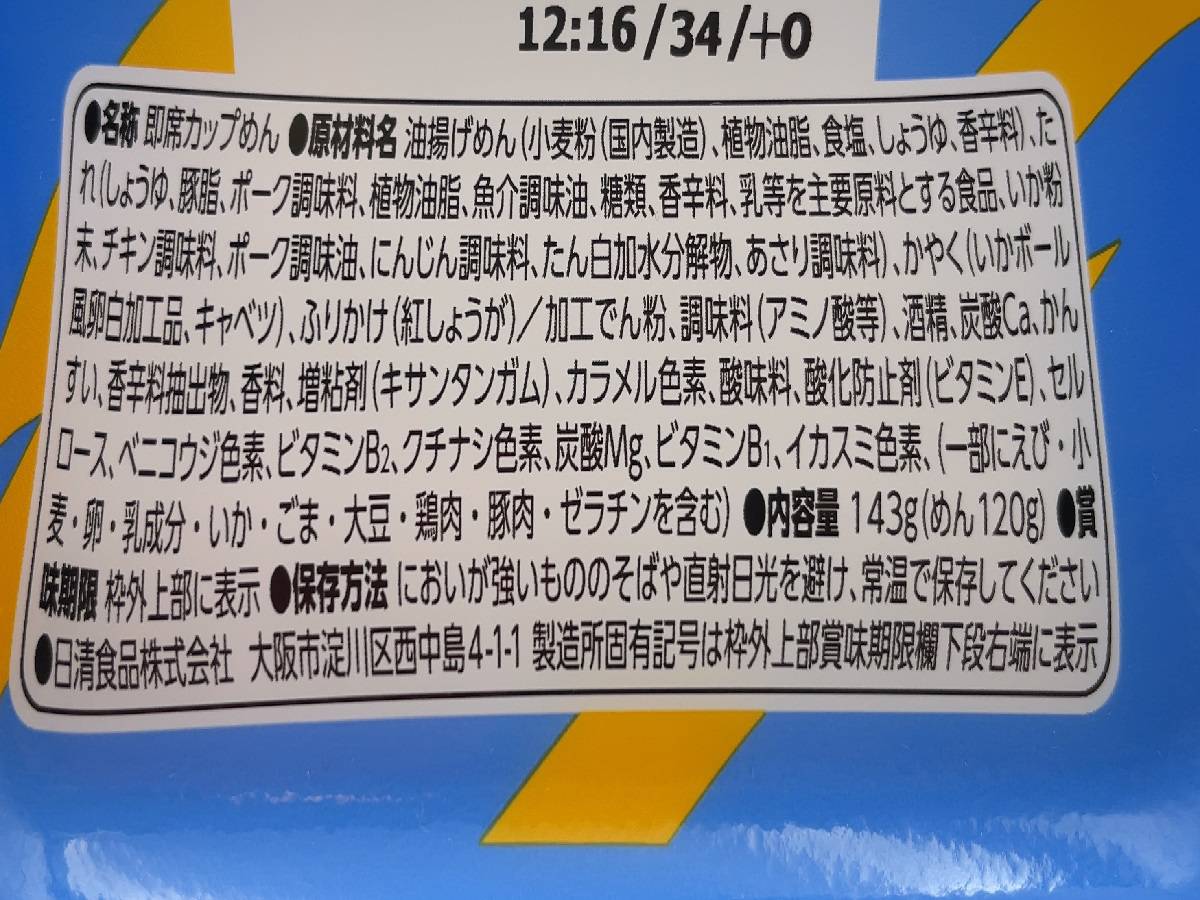 12:16/34/+0
●名称 即席カップめん ●原材料名 油揚げめん(小麦粉(国内製造)、植物油脂、食塩、しょうゆ、香辛料)、た
れ(しょうゆ、豚脂、ポーク調味料、植物油脂、魚介調味油、糖類、香辛料、乳等を主要原料とする食品、いか粉
末、チキン調味料、ポーク調味油、にんじん調味料、たん白加水分解物、あさり調味料)、かやく(いかボール
風卵白加工品、キャベツ)、ふりかけ(紅しょうが)/加工でん粉、調味料(アミノ酸等)、酒精、炭酸Ca、かん
すい、香辛料抽出物、香料、増粘剤(キサンタンガム)、カラメル色素、酸味料、酸化防止剤(ビタミンE)、セル
ロース、ベニコウジ色素、ビタミンB2、クチナシ色素、炭酸Mg、ビタミンB1、イカスミ色素、(一部にえび・小
麦・卵・乳成分・いか・ごま・大豆・鶏肉・豚肉・ゼラチンを含む) ●内容量 143g(めん120g) ●賞
味期限 枠外上部に表示 ●保存方法 においが強いもののそばや直射日光を避け、常温で保存してください
●日清食品株式会社 大阪市淀川区西中島4-1-1 製造所固有記号は枠外上部賞味期限欄下段右端に表示